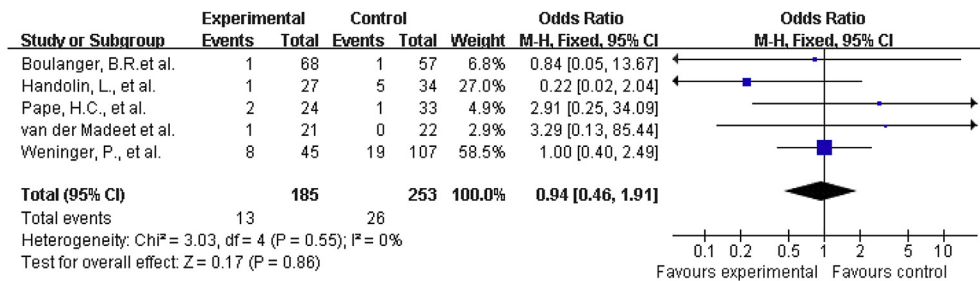 Experimental Control Odds Ratio Odds Ratio
Study or Subgroup Events Total Events Total Weight M-H, Fixed, 95% CI M-H, Fixed, 95% CI
Boulanger, B.R.et al. 1 68 1 57 6.8% 0.84 [0.05, 13.67]
Handolin, L., et al. 1 27 5 34 27.0% 0.22 [0.02, 2.04]
Pape, H.C., et al. 2 24 1 33 4.9% 2.91 [0.25, 34.09]
van der Madeet et al. 1 21 0 22 2.9% 3.29 [0.13, 85.44]
Weninger, P., et al. 8 45 19 107 58.5% 1.00 [0.40, 2.49]
Total (95% CI) 185 253 100.0% 0.94 [0.46, 1.91]
Total events 13 26
Heterogeneity: Chi² = 3.03, df = 4 (P = 0.55); I² = 0%
Test for overall effect: Z = 0.17 (P = 0.86)
0.1 0.2 0.5 1 2 5 10
Favours experimental Favours control